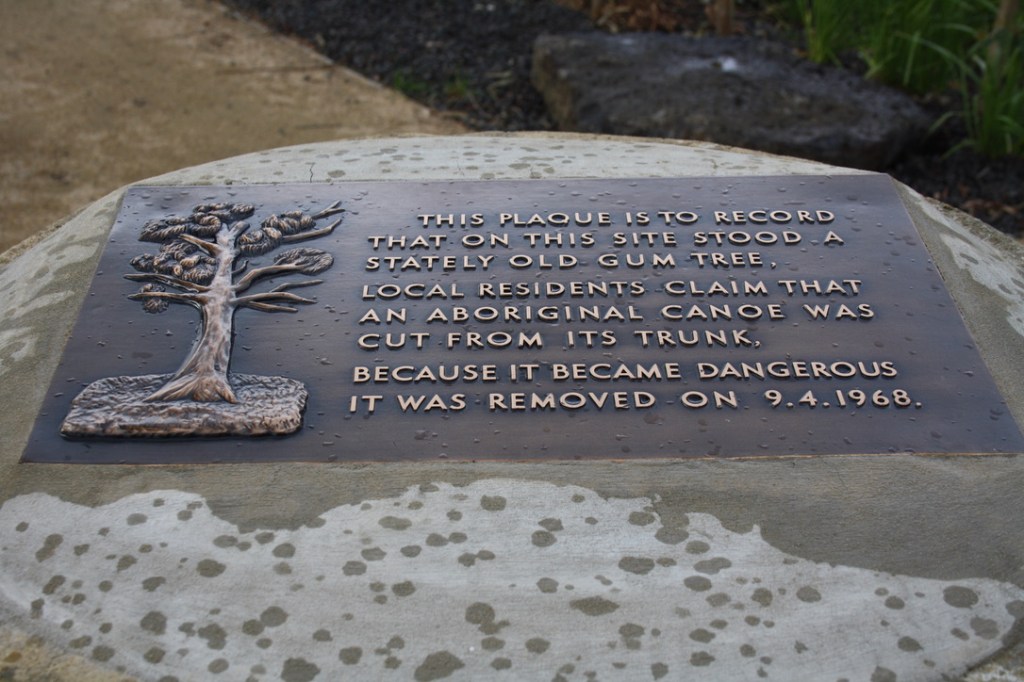 THIS PLAQUE IS TO RECORD
THAT ON THIS SITE STOOD A
STATELY OLD GUM TREE,
LOCAL RESIDENTS CLAIM THAT
AN ABORIGINAL CANOE WAS
CUT FROM ITS TRUNK,
BECAUSE IT BECAME DANGEROUS
IT WAS REMOVED ON 9.4.1968.